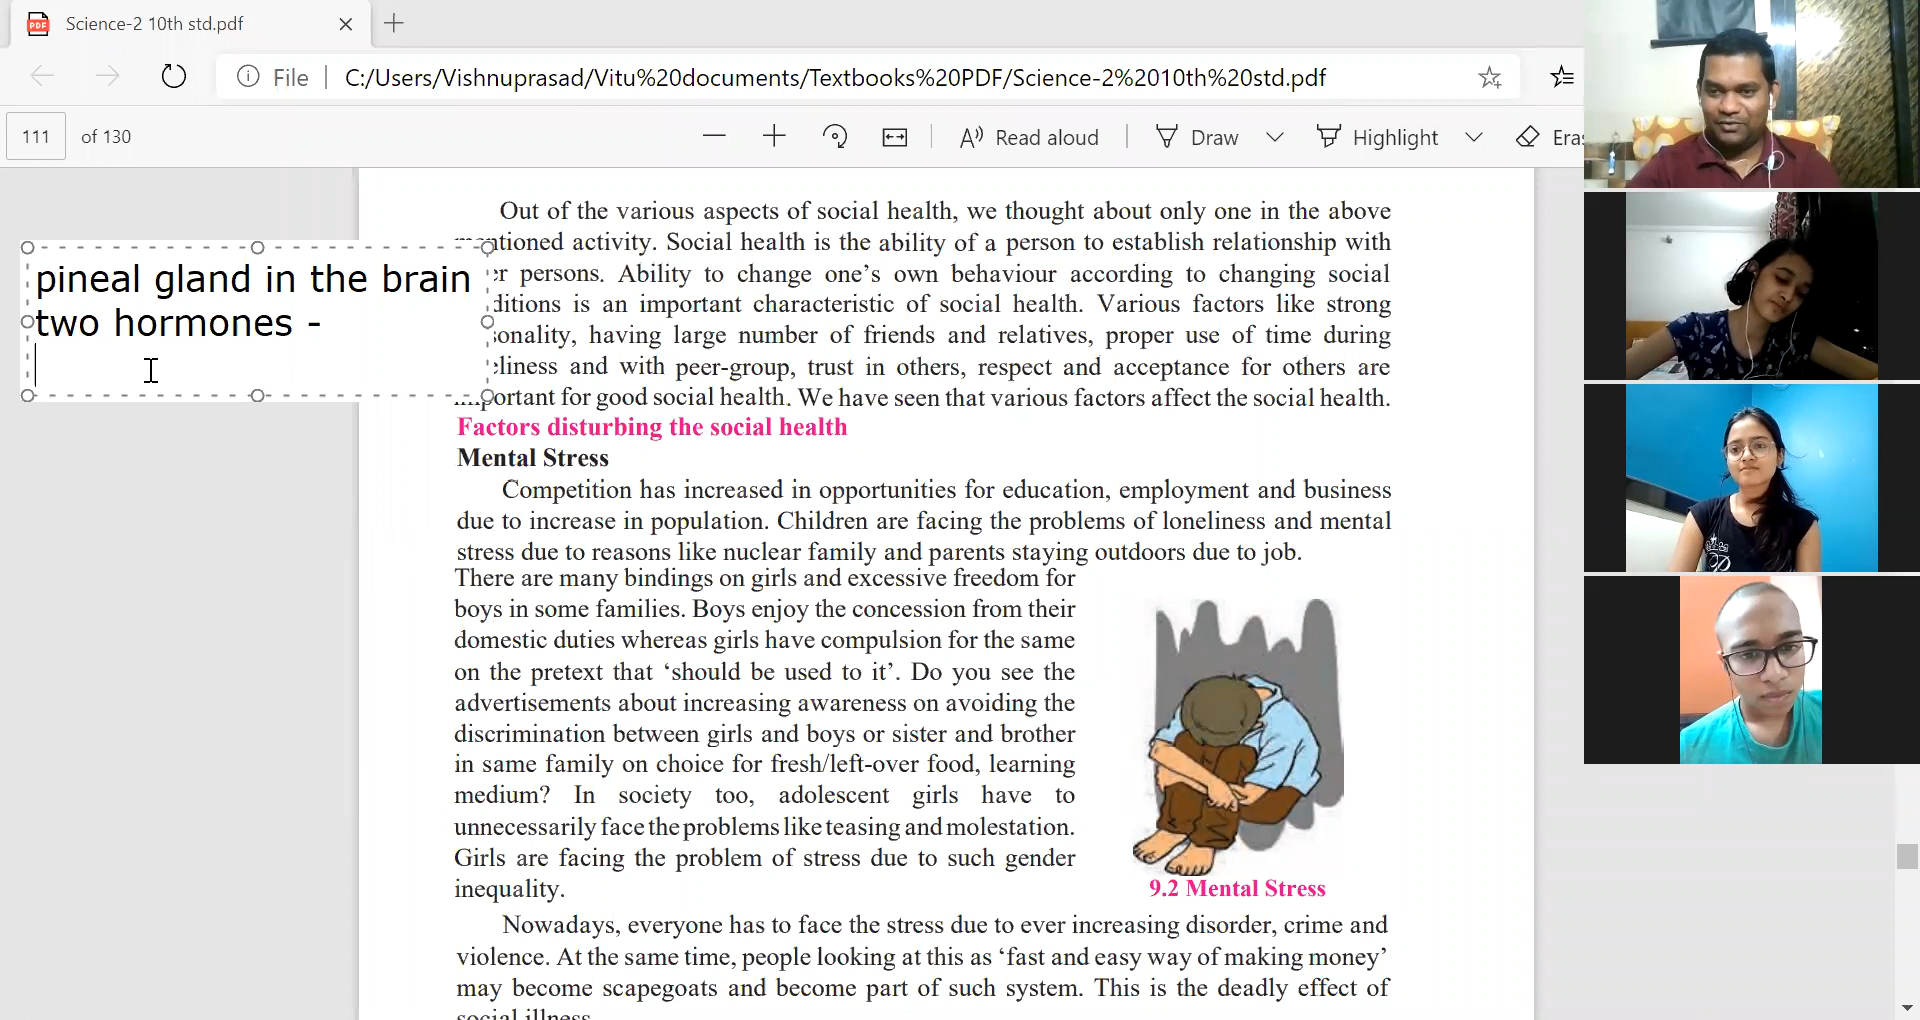 Science-2 10th std.pdf
File
C:/Users/Vishnuprasad/Vitu%20documents/Textbooks%20PDF/Science-2%2010th%20std.pdf
111 of 130
Read aloud
Draw
Highlight
Eras
pineal gland in the brain
two hormones -
Out of the various aspects of social health, we thought about only one in the above
ntioned activity. Social health is the ability of a person to establish relationship with
er persons. Ability to change one’s own behaviour according to changing social
ditions is an important characteristic of social health. Various factors like strong
sonality, having large number of friends and relatives, proper use of time during
eliness and with peer-group, trust in others, respect and acceptance for others are
important for good social health. We have seen that various factors affect the social health.
Factors disturbing the social health
Mental Stress
Competition has increased in opportunities for education, employment and business
due to increase in population. Children are facing the problems of loneliness and mental
stress due to reasons like nuclear family and parents staying outdoors due to job.
There are many bindings on girls and excessive freedom for
boys in some families. Boys enjoy the concession from their
domestic duties whereas girls have compulsion for the same
on the pretext that ‘should be used to it’. Do you see the
advertisements about increasing awareness on avoiding the
discrimination between girls and boys or sister and brother
in same family on choice for fresh/left-over food, learning
medium? In society too, adolescent girls have to
unnecessarily face the problems like teasing and molestation.
Girls are facing the problem of stress due to such gender
inequality.
9.2 Mental Stress
Nowadays, everyone has to face the stress due to ever increasing disorder, crime and
violence. At the same time, people looking at this as ‘fast and easy way of making money’
may become scapegoats and become part of such system. This is the deadly effect of
social illness.